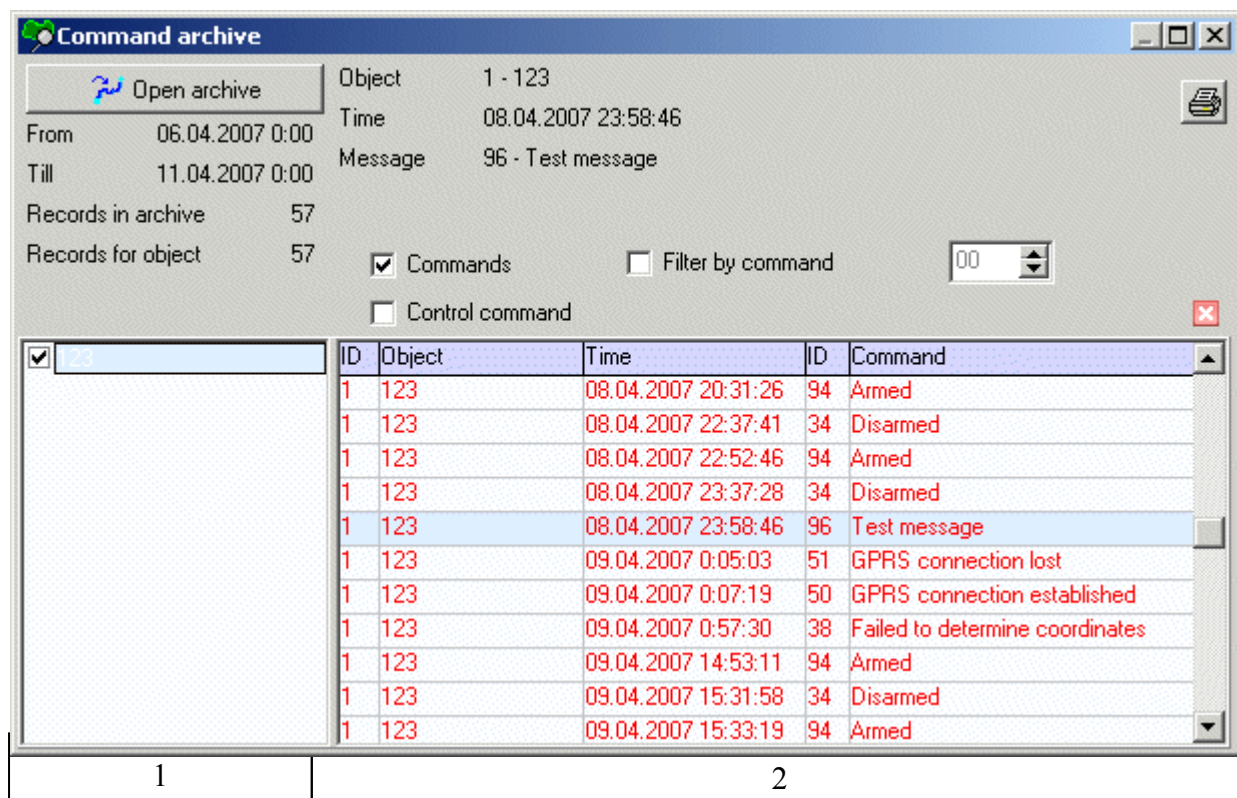 Command archive
Open archive
From 06.04.2007 0:00
Till 11.04.2007 0:00
Records in archive 57
Records for object 57
Object 1 - 123
Time 08.04.2007 23:58:46
Message 96 - Test message
Commands Filter by command 00
Control command
123
ID Object Time ID Command
1 123 08.04.2007 20:31:26 94 Armed
1 123 08.04.2007 22:37:41 34 Disarmed
1 123 08.04.2007 22:52:46 94 Armed
1 123 08.04.2007 23:37:28 34 Disarmed
1 123 08.04.2007 23:58:46 96 Test message
1 123 09.04.2007 0:05:03 51 GPRS connection lost
1 123 09.04.2007 0:07:19 50 GPRS connection established
1 123 09.04.2007 0:57:30 38 Failed to determine coordinates
1 123 09.04.2007 14:53:11 94 Armed
1 123 09.04.2007 15:31:58 34 Disarmed
1 123 09.04.2007 15:33:19 94 Armed
1 2